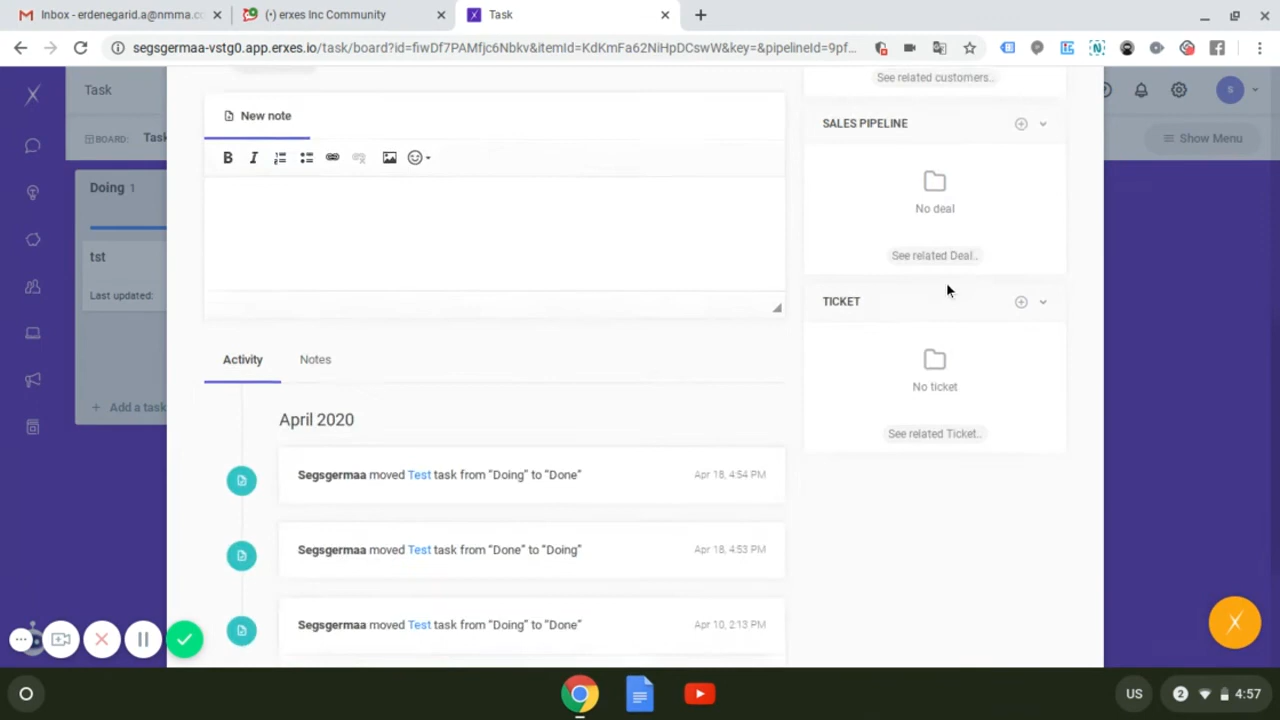 Inbox - erdenegarid.a@nmma.co
(•) erxes Inc Community
Task
segsgermaa-vstg0.app.erxes.io/task/board?id=fiwDf7PAMfjc6Nbkv&itemId=KdKmFa62NiHpDCswW&key=&pipelineId=9pf...
Task
S
BOARD: Task
Show Menu
Doing 1
tst
Last updated:
+ Add a task
New note
B I
Activity
Notes
April 2020
Segsgermaa moved Test task from "Doing" to "Done"
Apr 18, 4:54 PM
Segsgermaa moved Test task from "Done" to "Doing"
Apr 18, 4:53 PM
Segsgermaa moved Test task from "Doing" to "Done"
Apr 10, 2:13 PM
See related customers..
SALES PIPELINE
No deal
See related Deal..
TICKET
No ticket
See related Ticket..
US
2
4:57